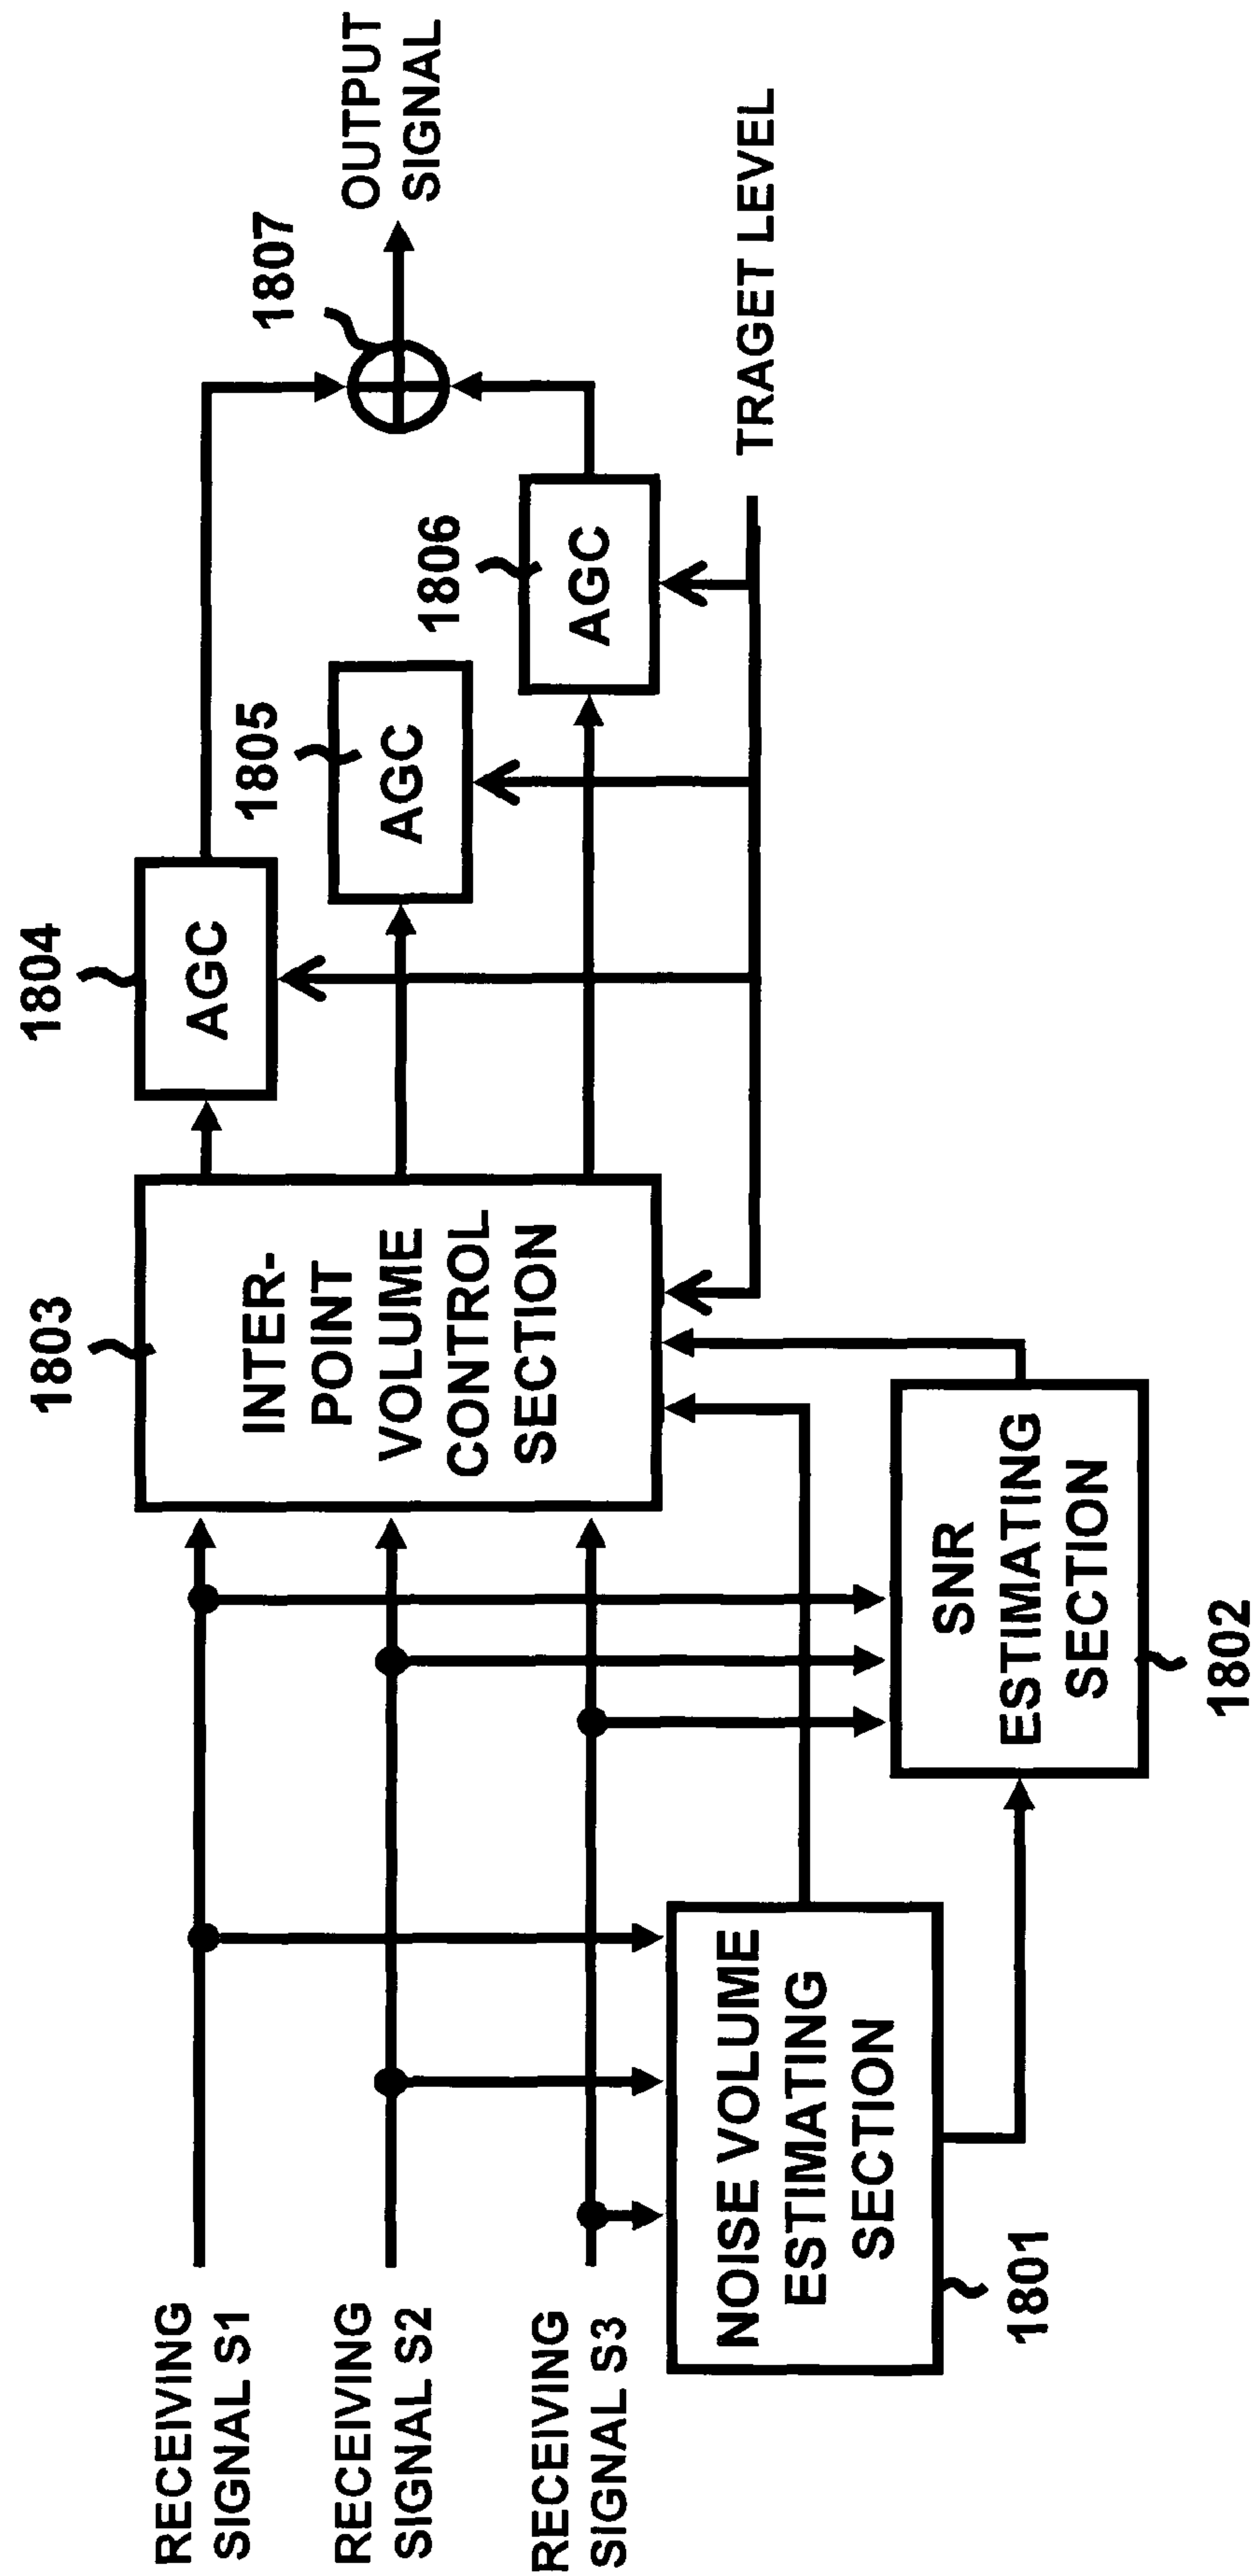 RECEIVING
SIGNAL S1
RECEIVING
SIGNAL S2
RECEIVING
SIGNAL S3
1801
NOISE VOLUME
ESTIMATING
SECTION
1802
SNR
ESTIMATING
SECTION
1803
INTER-
POINT
VOLUME
CONTROL
SECTION
1804
AGC
1805
AGC
1806
AGC
1807
OUTPUT
SIGNAL
TRAGET LEVEL